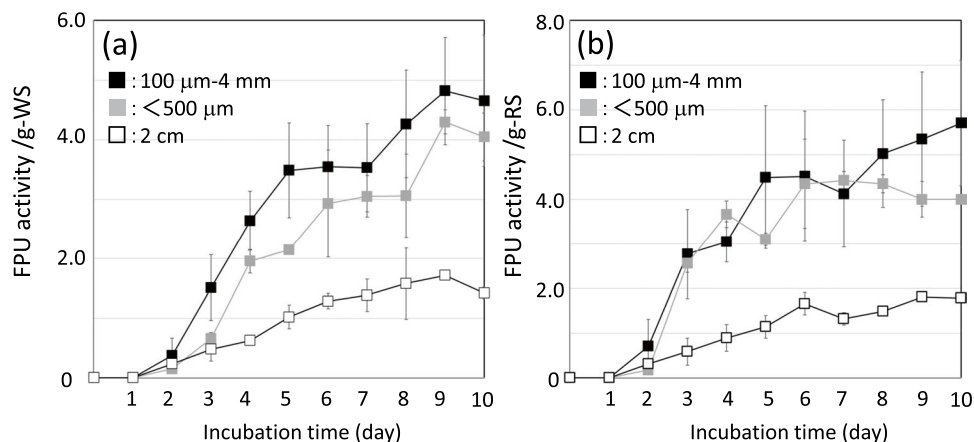 (a)
6.0
4.0
2.0
0
FPU activity /g-WS
: 100 μm-4 mm
: <500 μm
: 2 cm
1 2 3 4 5 6 7 8 9 10
Incubation time (day)
(b)
8.0
6.0
4.0
2.0
0
FPU activity /g-RS
: 100 μm-4 mm
: <500 μm
: 2 cm
1 2 3 4 5 6 7 8 9 10
Incubation time (day)